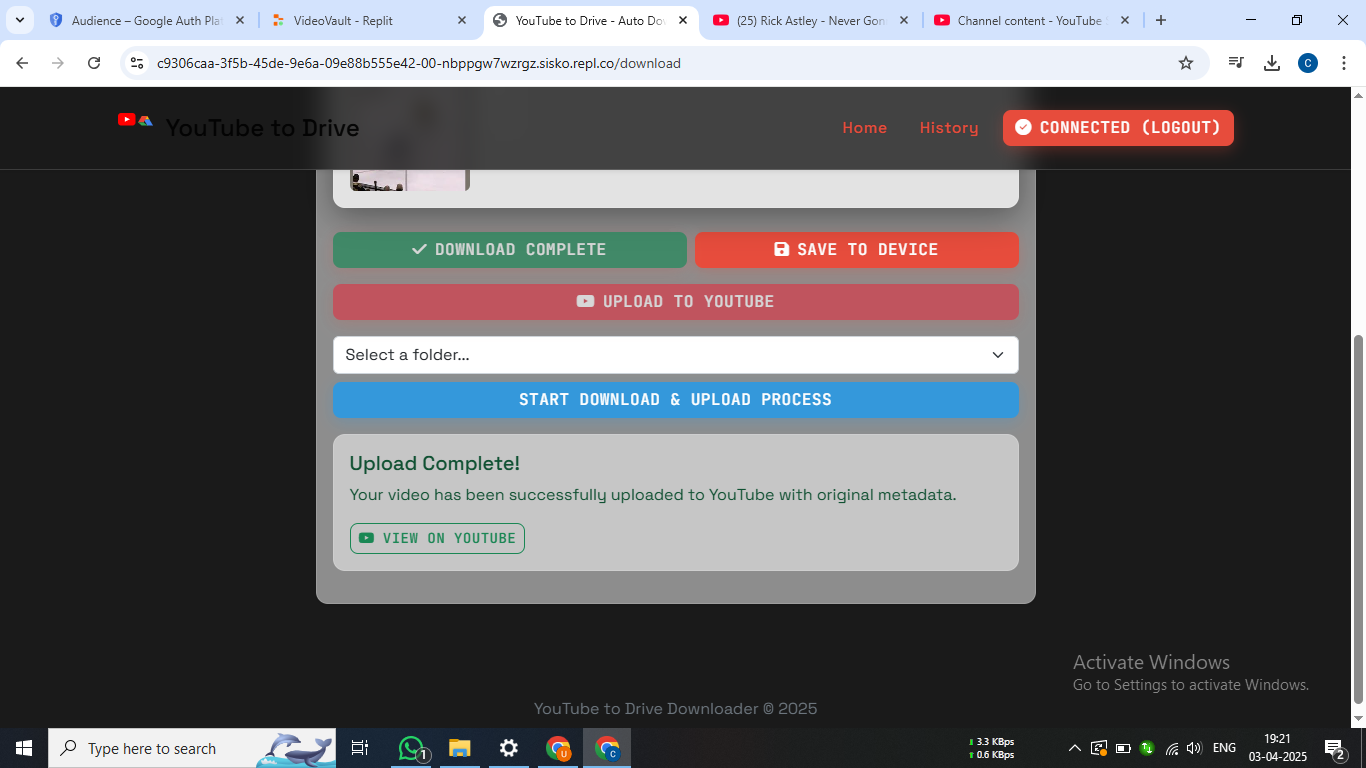 Audience – Google Auth Pla
VideoVault - Replit
YouTube to Drive - Auto Do
(25) Rick Astley - Never Gon
Channel content - YouTube S
c9306caa-3f5b-45de-9e6a-09e88b555e42-00-nbppgw7wzrgz.sisko.repl.co/download
C
YouTube to Drive
Home
History
CONNECTED (LOGOUT)
DOWNLOAD COMPLETE
SAVE TO DEVICE
UPLOAD TO YOUTUBE
Select a folder...
START DOWNLOAD & UPLOAD PROCESS
Upload Complete!
Your video has been successfully uploaded to YouTube with original metadata.
VIEW ON YOUTUBE
Activate Windows
Go to Settings to activate Windows.
YouTube to Drive Downloader © 2025
Type here to search
1
U
C
3.3 KBps
0.6 KBps
ENG
19:21
03-04-2025
2